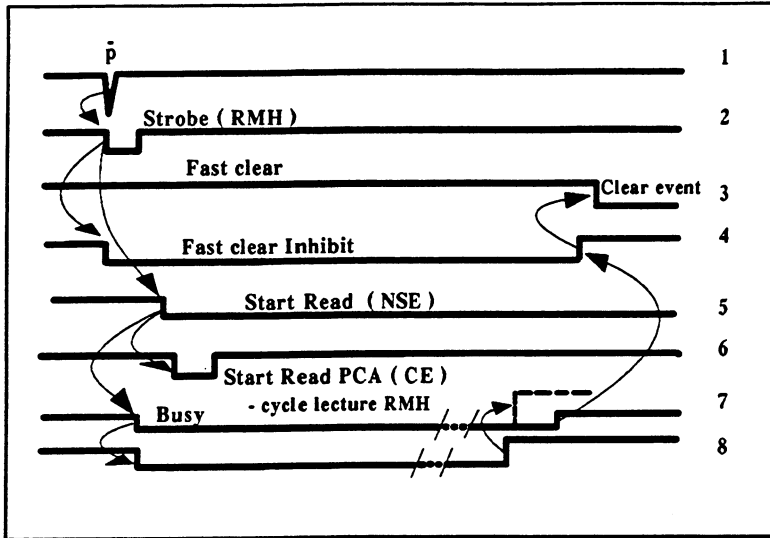 p̄ 1
Strobe (RMH) 2
Fast clear
Clear event 3
Fast clear Inhibit 4
Start Read (NSE) 5
6
Start Read PCA (CE)
- cycle lecture RMH 7
Busy
8